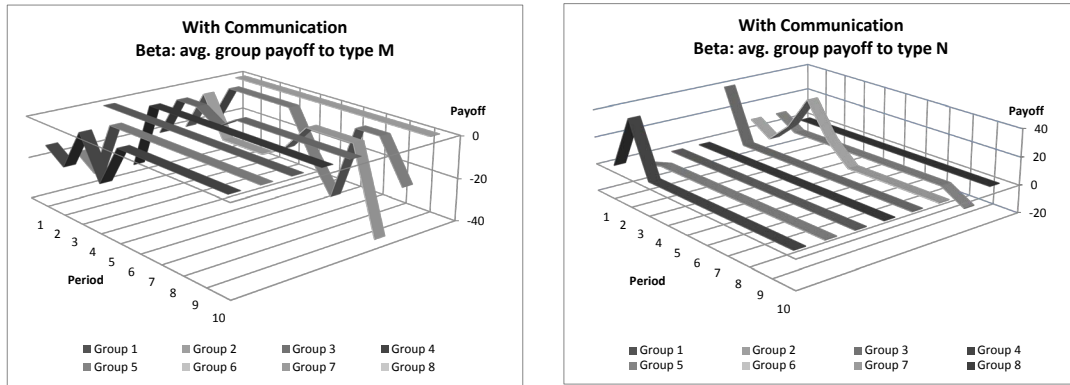 With Communication
Beta: avg. group payoff to type M
Payoff
0
-20
-40
1
2
3
4
5
6
7
8
9
10
Period
Group 1 Group 2 Group 3 Group 4
Group 5 Group 6 Group 7 Group 8
With Communication
Beta: avg. group payoff to type N
Payoff
40
20
0
-20
1
2
3
4
5
6
7
8
9
10
Period
Group 1 Group 2 Group 3 Group 4
Group 5 Group 6 Group 7 Group 8